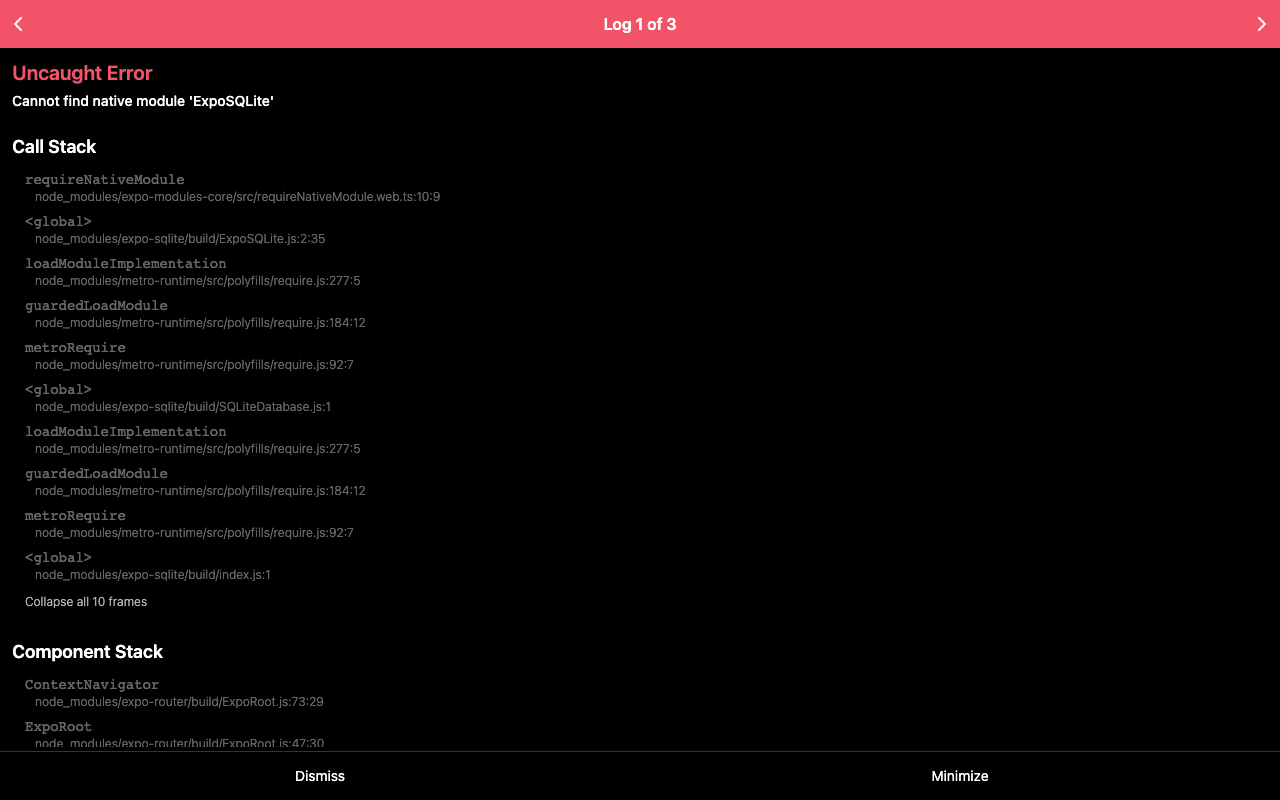 Log 1 of 3
Uncaught Error
Cannot find native module 'ExpoSQLite'
Call Stack
requireNativeModule
node_modules/expo-modules-core/src/requireNativeModule.web.ts:10:9
<global>
node_modules/expo-sqlite/build/ExpoSQLite.js:2:35
loadModuleImplementation
node_modules/metro-runtime/src/polyfills/require.js:277:5
guardedLoadModule
node_modules/metro-runtime/src/polyfills/require.js:184:12
metroRequire
node_modules/metro-runtime/src/polyfills/require.js:92:7
<global>
node_modules/expo-sqlite/build/SQLiteDatabase.js:1
loadModuleImplementation
node_modules/metro-runtime/src/polyfills/require.js:277:5
guardedLoadModule
node_modules/metro-runtime/src/polyfills/require.js:184:12
metroRequire
node_modules/metro-runtime/src/polyfills/require.js:92:7
<global>
node_modules/expo-sqlite/build/index.js:1
Collapse all 10 frames
Component Stack
ContextNavigator
node_modules/expo-router/build/ExpoRoot.js:73:29
ExpoRoot
node_modules/expo-router/build/ExpoRoot.js:47:30
Dismiss
Minimize